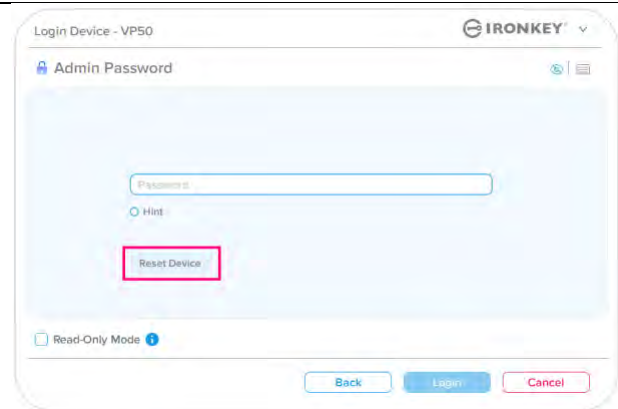 Login Device - VP50
IRONKEY
Admin Password
Password
Hint
Reset Device
Read-Only Mode
Back
Login
Cancel